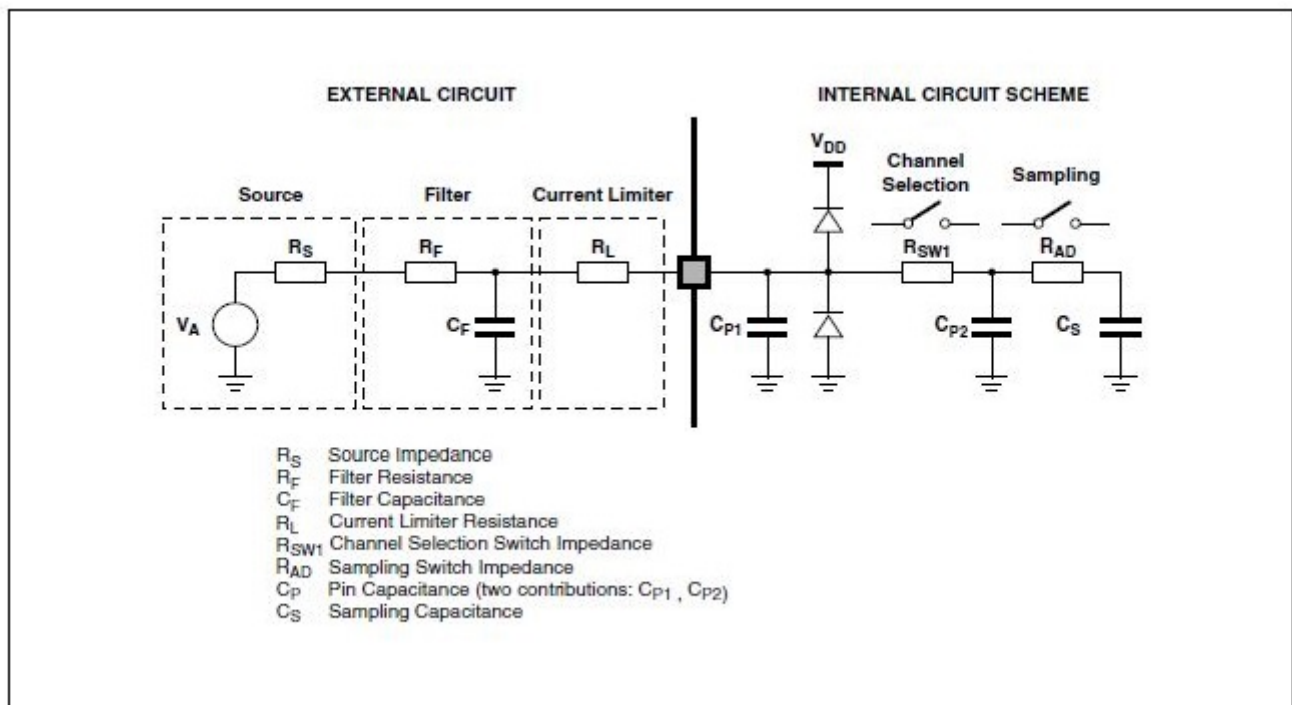 EXTERNAL CIRCUIT
INTERNAL CIRCUIT SCHEME
VDD
Channel
Selection
Sampling
Source
Filter
Current Limiter
RS
RF
RL
RSW1
RAD
VA
CF
CP1
CP2
CS
RS Source Impedance
RF Filter Resistance
CF Filter Capacitance
RL Current Limiter Resistance
RSW1 Channel Selection Switch Impedance
RAD Sampling Switch Impedance
CP Pin Capacitance (two contributions: CP1 , CP2)
CS Sampling Capacitance